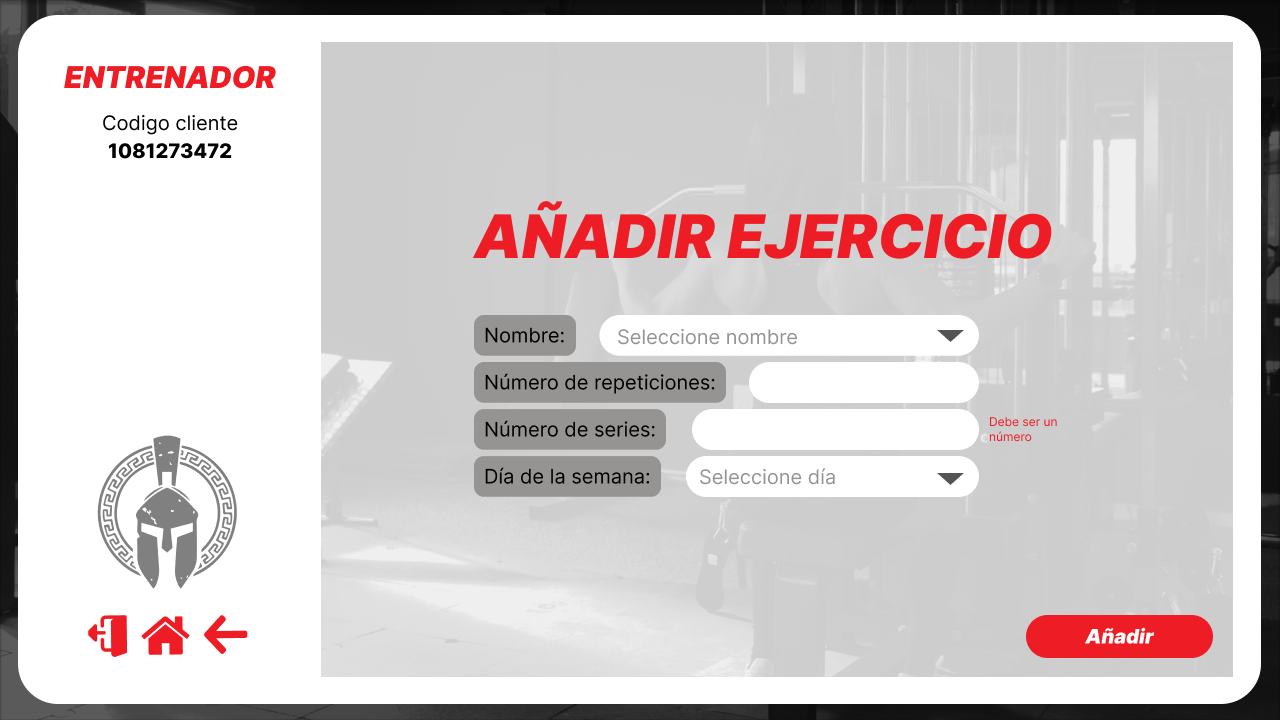 ENTRENADOR
Codigo cliente
1081273472
AÑADIR EJERCICIO
Nombre:
Seleccione nombre
Número de repeticiones:
Número de series:
Debe ser un
número
Día de la semana:
Seleccione día
Añadir